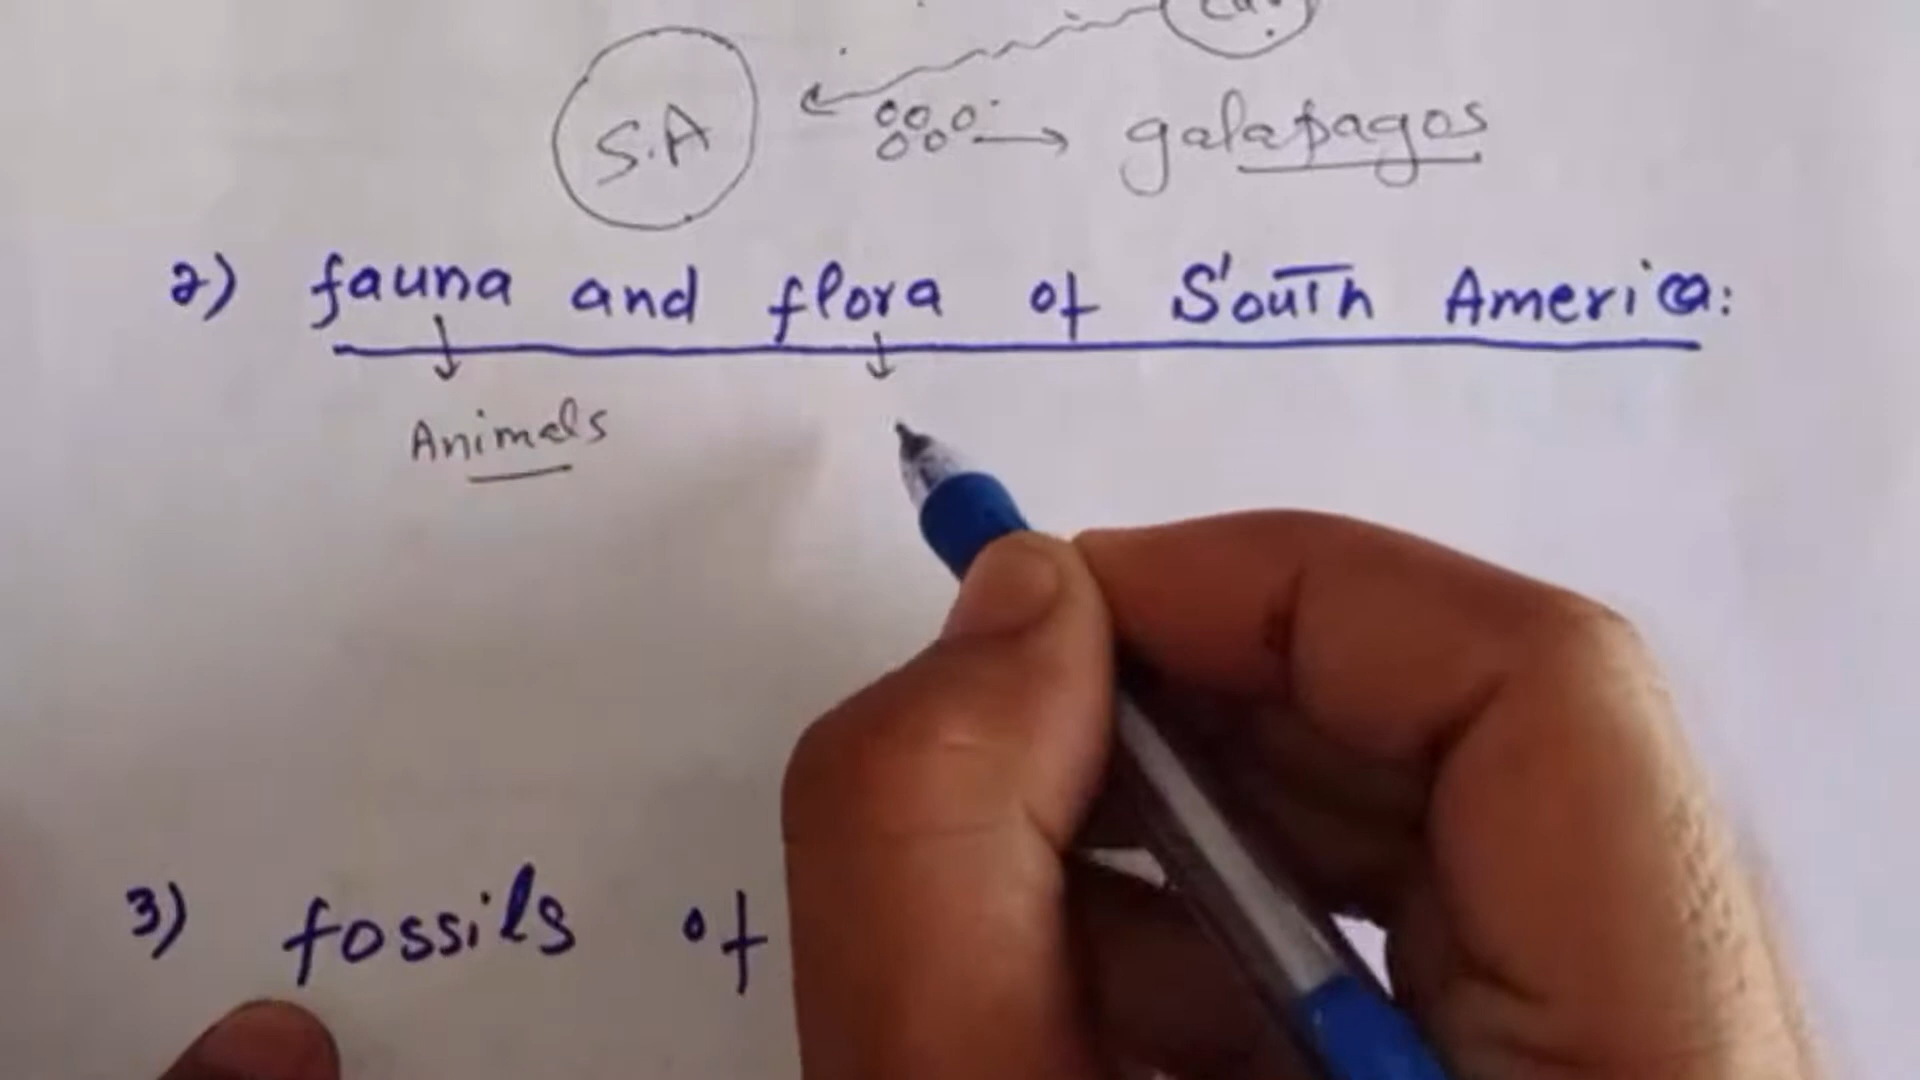 S.A
galapagos
2) fauna and flora of South America:
Animals
3) fossils of